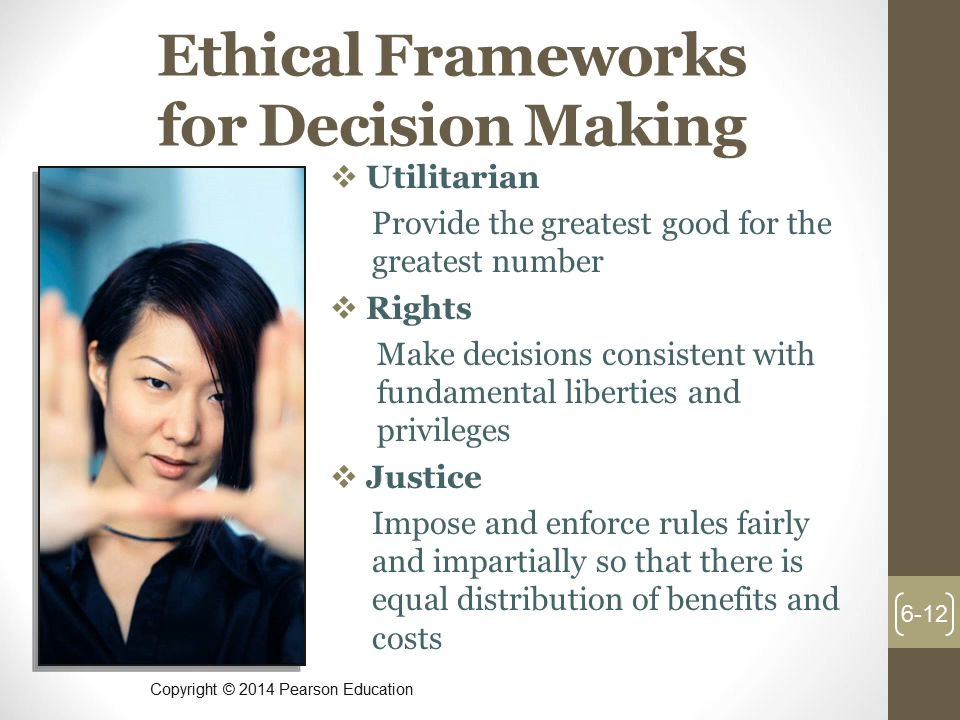 Ethical Frameworks
for Decision Making
Utilitarian
Provide the greatest good for the
greatest number
Rights
Make decisions consistent with
fundamental liberties and
privileges
Justice
Impose and enforce rules fairly
and impartially so that there is
equal distribution of benefits and
costs
6-12
Copyright © 2014 Pearson Education